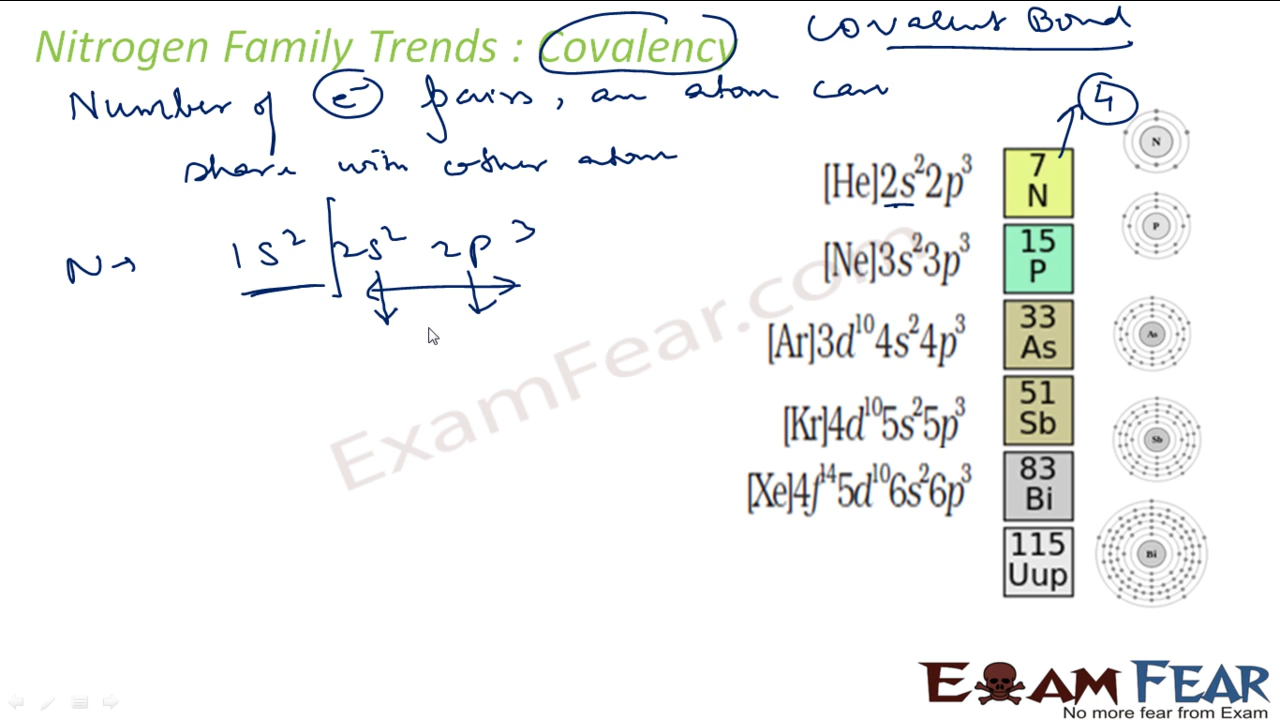 Nitrogen Family Trends : Covalency
Covalent Bond
Number of e⁻ pairs, an atom can
share with other atom
N → 1s² 2s² 2p³
4
[He]2s²2p³
7
N
[Ne]3s²3p³
15
P
[Ar]3d¹⁰4s²4p³
33
As
[Kr]4d¹⁰5s²5p³
51
Sb
[Xe]4f¹⁴5d¹⁰6s²6p³
83
Bi
115
Uup
N
P
As
Sb
Bi
ExamFear.com
EXAM FEAR
No more fear from Exam